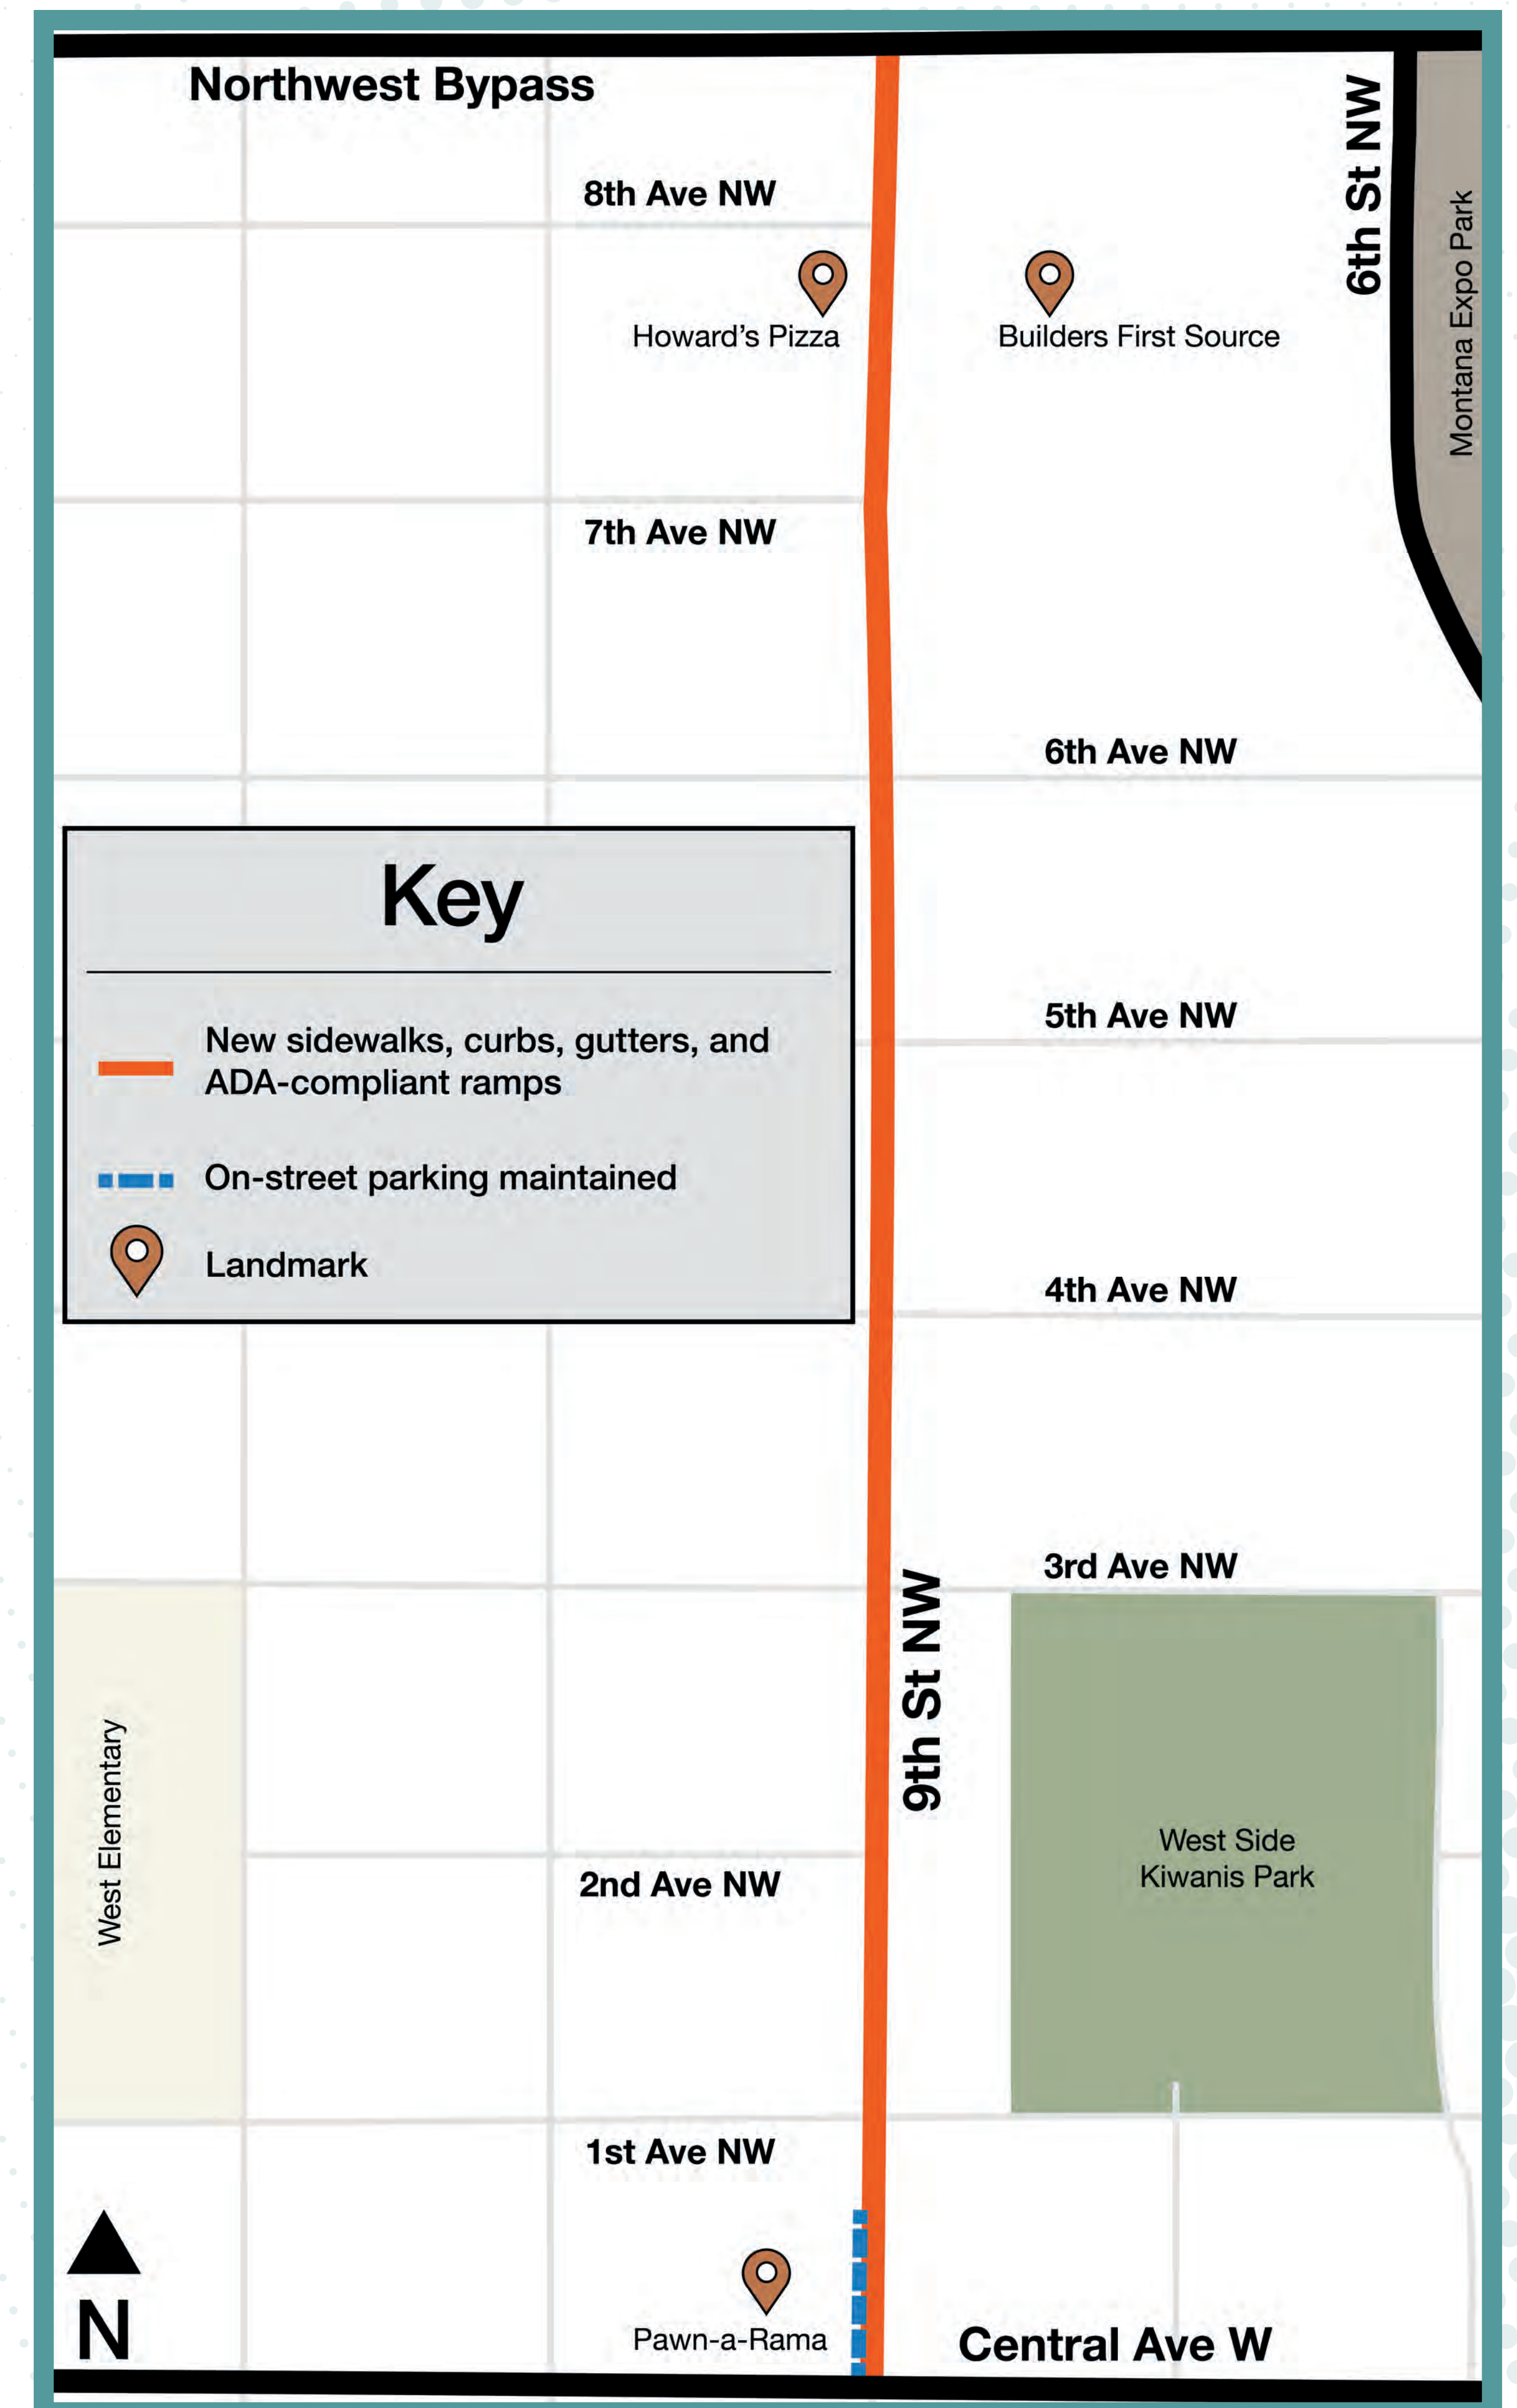 Northwest Bypass
6th St NW
Montana Expo Park
8th Ave NW
Howard's Pizza
Builders First Source
7th Ave NW
6th Ave NW
Key
New sidewalks, curbs, gutters, and
ADA-compliant ramps
On-street parking maintained
Landmark
5th Ave NW
4th Ave NW
3rd Ave NW
9th St NW
West Elementary
West Side
Kiwanis Park
2nd Ave NW
1st Ave NW
N
Pawn-a-Rama
Central Ave W